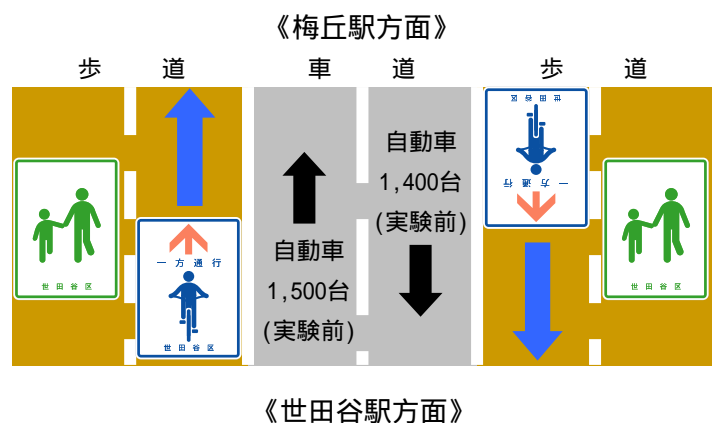 《梅丘駅方面》
歩道
車道
歩道
世田谷区
一方通行
自動車
1,400台
(実験前)
世田谷区
一方通行
世田谷区
自動車
1,500台
(実験前)
世田谷区
《世田谷駅方面》